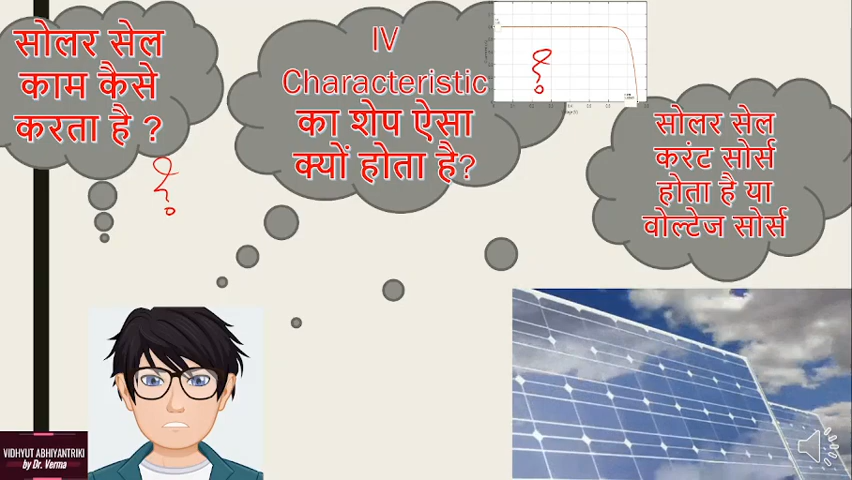 सोलर सेल
काम कैसे
करता है ?
IV
Characteristic
का शेप ऐसा
क्यों होता है?
सोलर सेल
करंट सोर्स
होता है या
वोल्टेज सोर्स
VIDHYUT ABHIYANTRIKI
by Dr. Verma